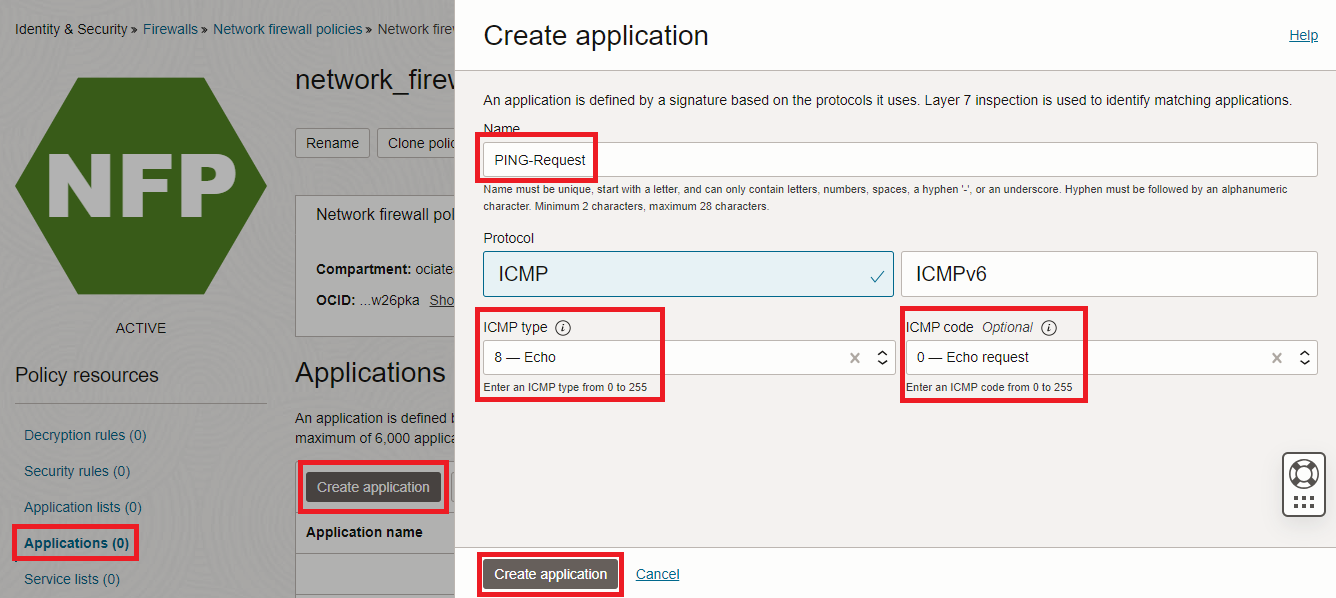 Identity & Security » Firewalls » Network firewall policies » Network
network_
NFP
ACTIVE
Rename
Clone
Network firewall
Compartment: ociate
OCID: ...w26pka
Policy resources
Decryption rules (0)
Security rules (0)
Application lists (0)
Applications (0)
Service lists (0)
Applications
An application is defined
maximum of 6,000
Create application
Application name
Create application
Help
An application is defined by a signature based on the protocols it uses. Layer 7 inspection is used to identify matching applications.
Name
PING-Request
Name must be unique, start with a letter, and can only contain letters, numbers, spaces, a hyphen '-', or an underscore. Hyphen must be followed by an alphanumeric
character. Minimum 2 characters, maximum 28 characters.
Protocol
ICMP
ICMPv6
ICMP type
8 — Echo
Enter an ICMP type from 0 to 255
ICMP code Optional
0 — Echo request
Enter an ICMP code from 0 to 255
Create application
Cancel